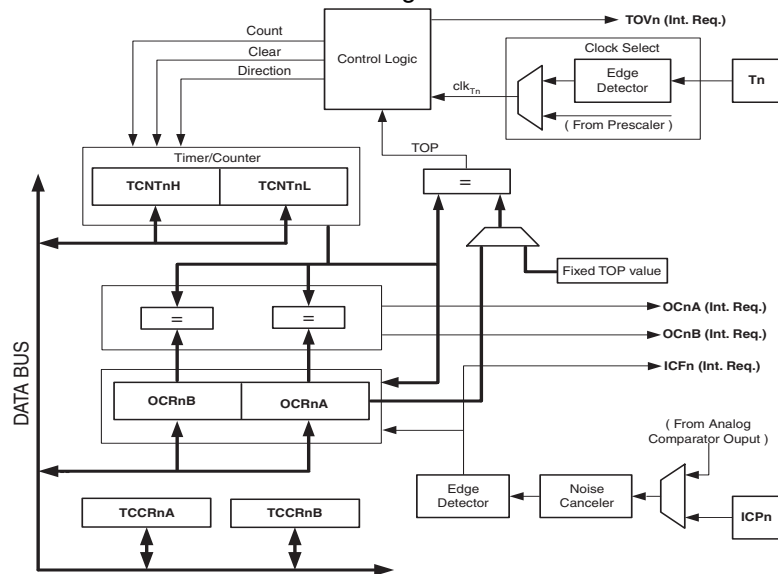 Count
TOVn (Int. Req.)
Clear
Control Logic
Clock Select
Direction
clkTn
Edge
Detector
Tn
( From Prescaler )
TOP
Timer/Counter
TCNTnH
TCNTnL
=
Fixed TOP value
=
=
OCnA (Int. Req.)
OCnB (Int. Req.)
ICFn (Int. Req.)
OCRnB
OCRnA
DATA BUS
( From Analog
Comparator Ouput )
Edge
Detector
Noise
Canceler
ICPn
TCCRnA
TCCRnB